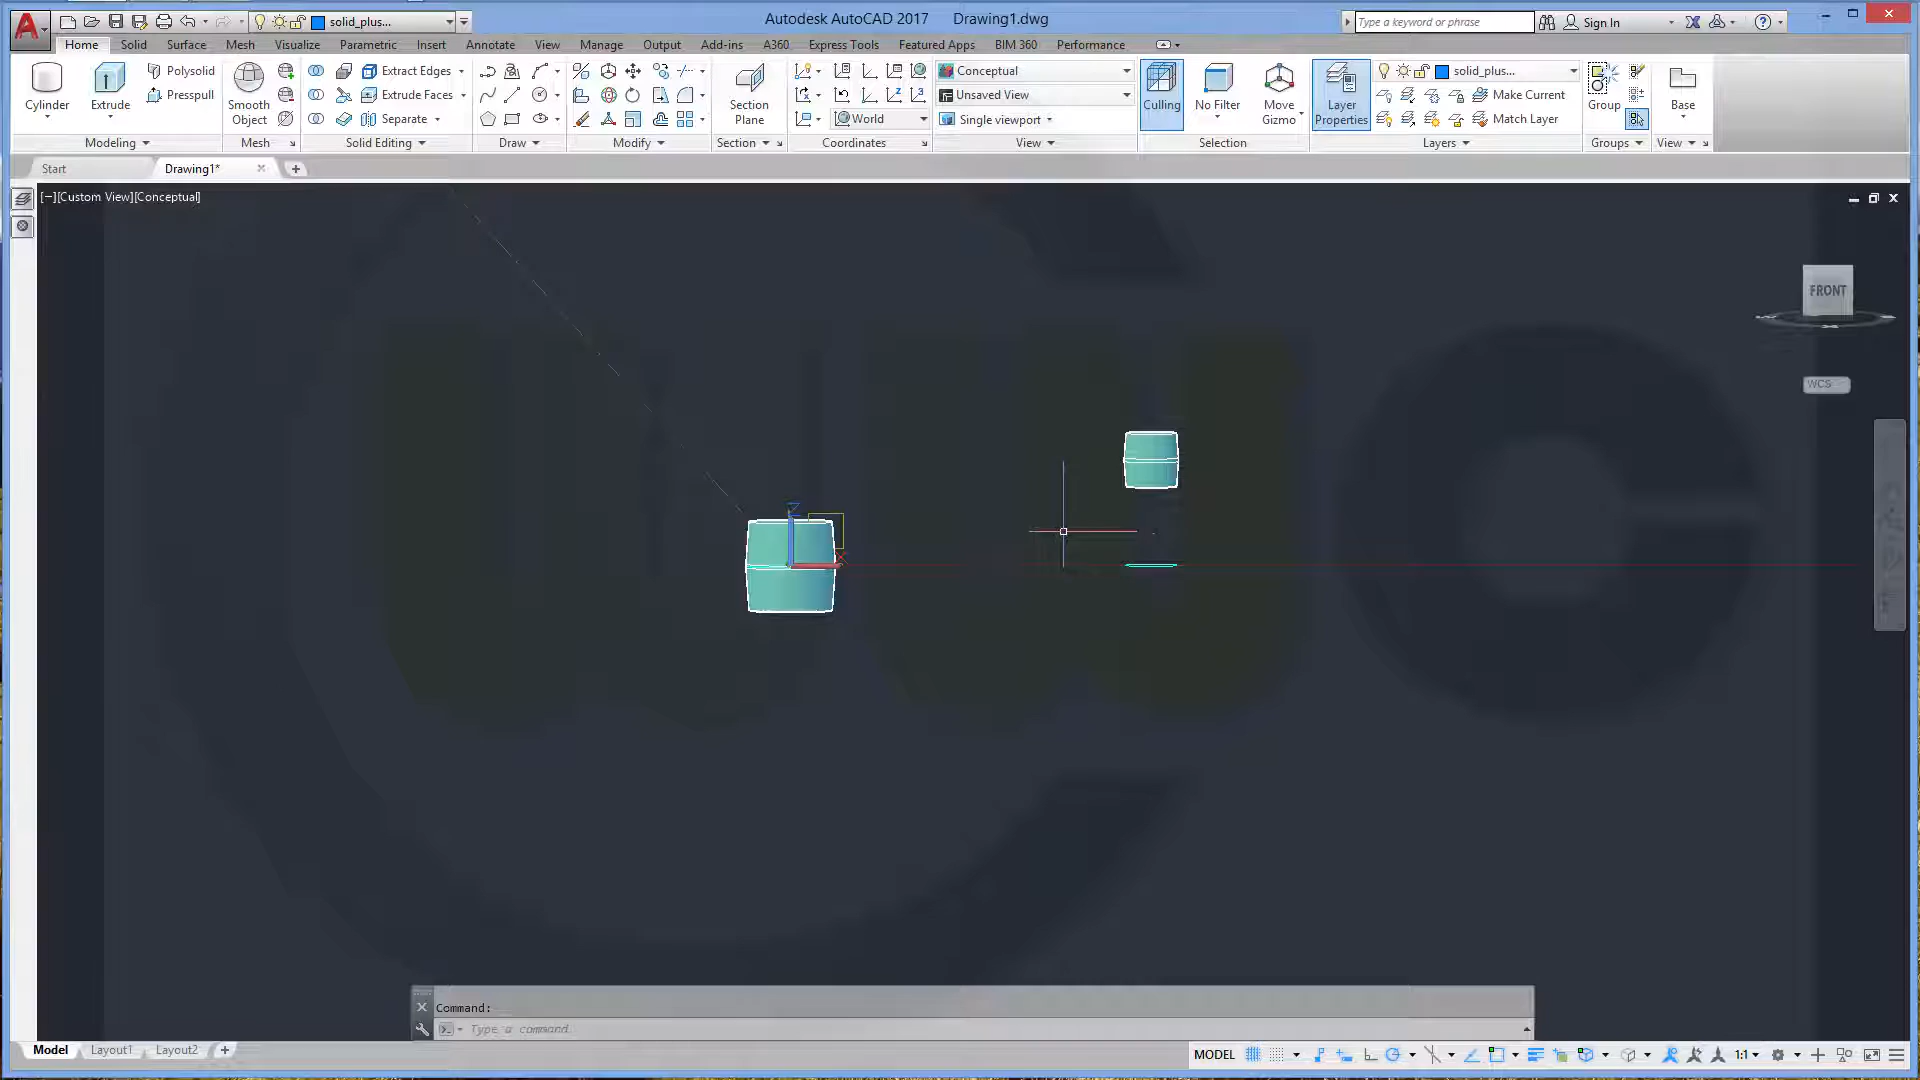 solid_plus...
Autodesk AutoCAD 2017 Drawing1.dwg
Type a keyword or phrase
Sign In
Home Solid Surface Mesh Visualize Parametric Insert Annotate View Manage Output Add-ins A360 Express Tools Featured Apps BIM 360 Performance
Cylinder
Extrude
Polysolid
Presspull
Smooth Object
Extract Edges
Extrude Faces
Separate
Section Plane
World
Conceptual
Unsaved View
Single viewport
Culling
No Filter
Move Gizmo
Layer Properties
solid_plus...
Make Current
Match Layer
Group
Base
Modeling Mesh Solid Editing Draw Modify Section Coordinates View Selection Layers Groups View
Start Drawing1*
[−][Custom View][Conceptual]
FRONT
WCS
Z
X
Command:
Type a command
Model Layout1 Layout2
MODEL 1:1